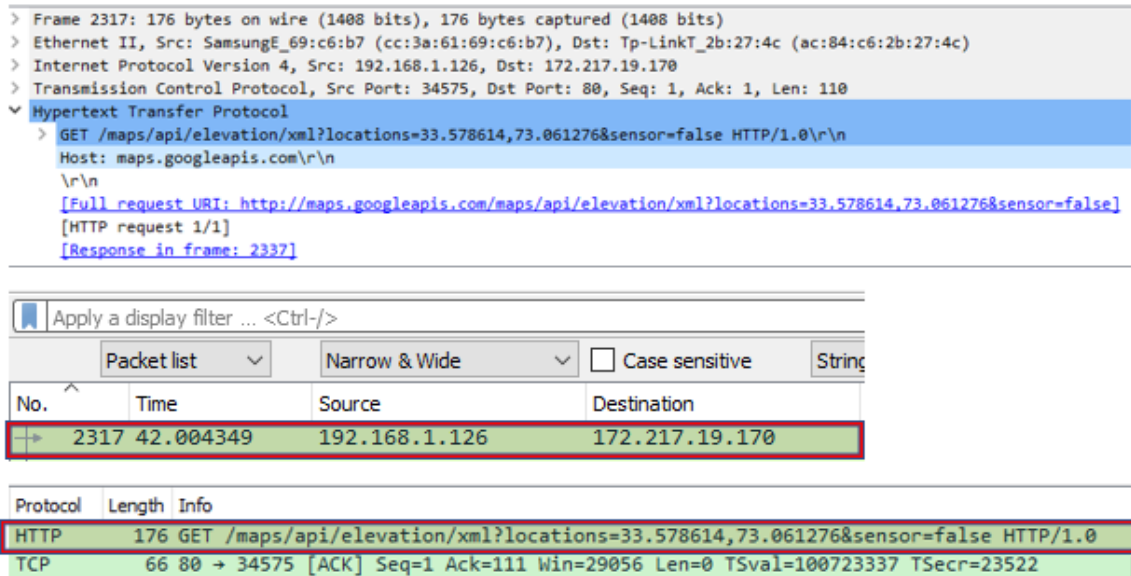 Frame 2317: 176 bytes on wire (1408 bits), 176 bytes captured (1408 bits)
Ethernet II, Src: SamsungE_69:c6:b7 (cc:3a:61:69:c6:b7), Dst: Tp-LinkT_2b:27:4c (ac:84:c6:2b:27:4c)
Internet Protocol Version 4, Src: 192.168.1.126, Dst: 172.217.19.170
Transmission Control Protocol, Src Port: 34575, Dst Port: 80, Seq: 1, Ack: 1, Len: 110
Hypertext Transfer Protocol
GET /maps/api/elevation/xml?locations=33.578614,73.061276&sensor=false HTTP/1.0\r\n
Host: maps.googleapis.com\r\n
\r\n
[Full request URI: http://maps.googleapis.com/maps/api/elevation/xml?locations=33.578614,73.061276&sensor=false]
[HTTP request 1/1]
[Response in frame: 2337]
Apply a display filter ... <Ctrl-/>
Packet list Narrow & Wide Case sensitive String
No. Time Source Destination
2317 42.004349 192.168.1.126 172.217.19.170
Protocol Length Info
HTTP 176 GET /maps/api/elevation/xml?locations=33.578614,73.061276&sensor=false HTTP/1.0
TCP 66 80 → 34575 [ACK] Seq=1 Ack=111 Win=29056 Len=0 TSval=100723337 TSecr=23522